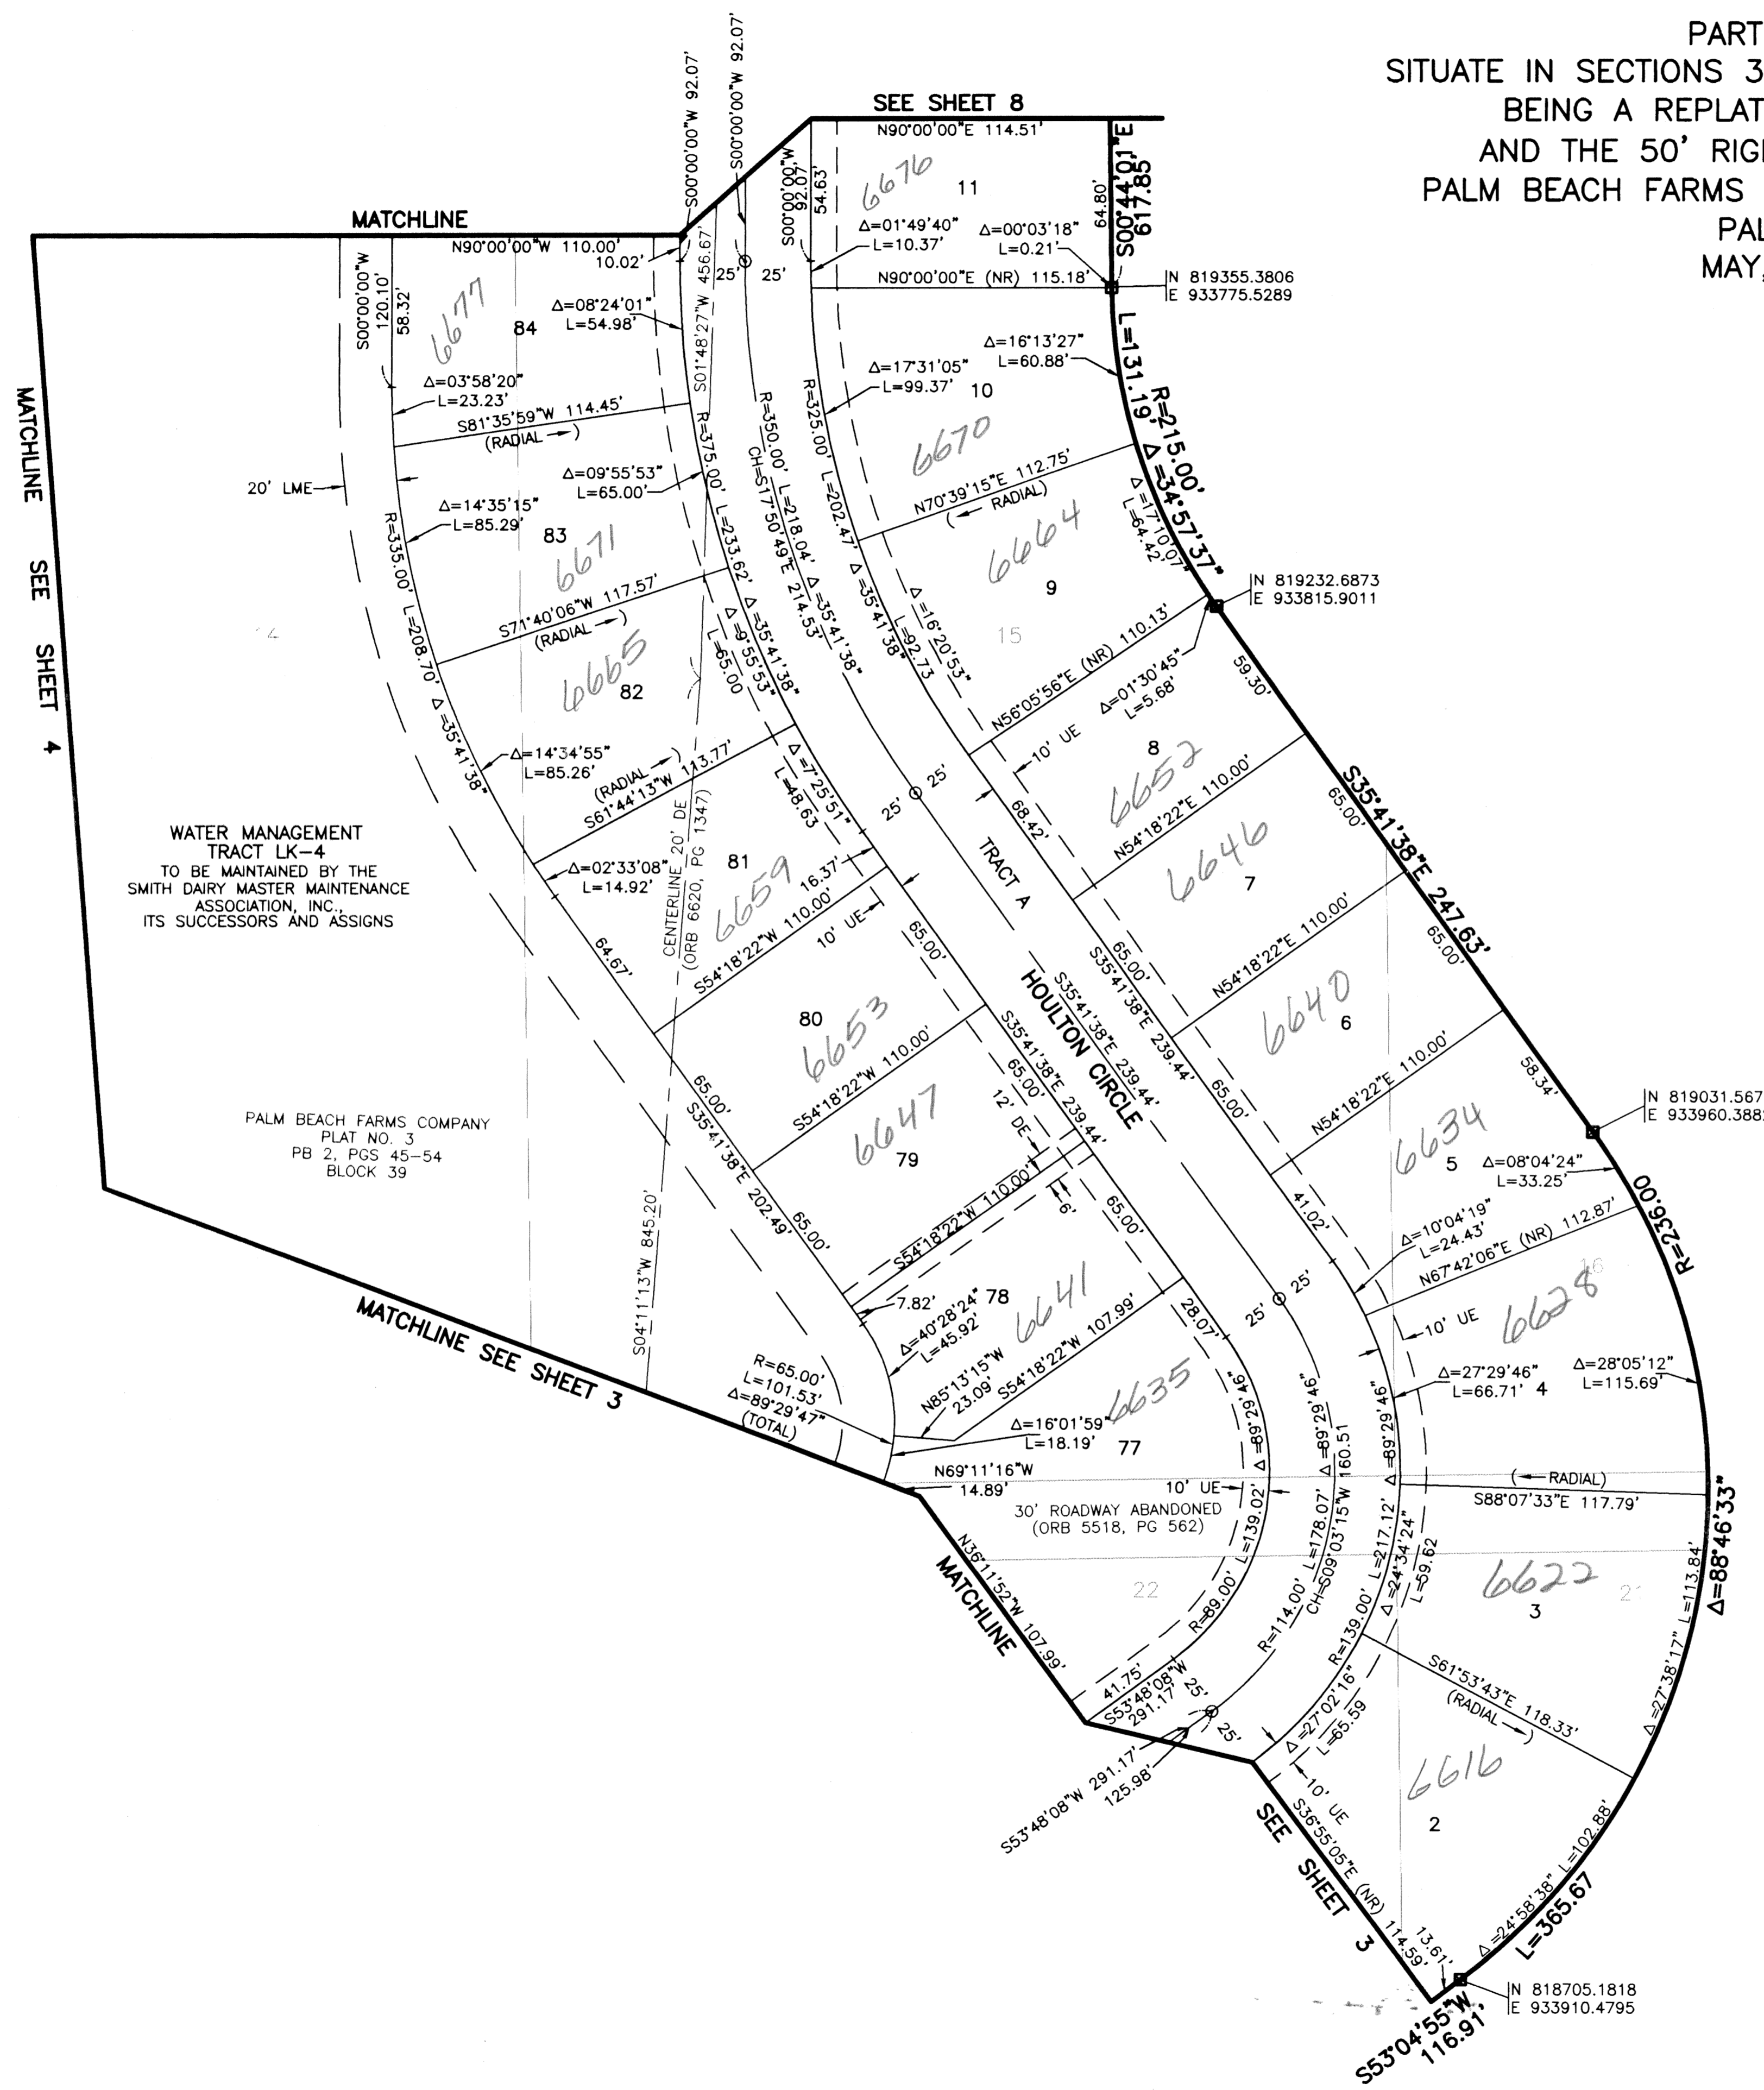 PART
SITUATE IN SECTIONS 3
BEING A REPLAT
AND THE 50' RIG
PALM BEACH FARMS
PAL
MAY,
SEE SHEET 8
N90°00'00"E 114.51'
S00°00'00"W 92.07'
S00°00'00"W 92.07'
MATCHLINE
N90°00'00"W 110.00'
10.02'
S00°00'00"W
92.07'
54.63'
6676
11
64.80'
S00°44'01"E
617.85'
Δ=01°49'40"
L=10.37'
Δ=00°03'18"
L=0.21'
N90°00'00"E (NR) 115.18'
N 819355.3806
E 933775.5289
25'
25'
S00°00'00"W
120.10'
58.32'
6677
84
Δ=08°24'01"
L=54.98'
S01°48'27"W 456.67'
Δ=03°58'20"
L=23.23'
S81°35'59"W 114.45'
(RADIAL →)
Δ=17°31'05"
L=99.37'
Δ=16°13'27"
L=60.88'
10
6670
L=131.19'
R=215.00'
Δ=34°57'37"
N70°39'15"E 112.75'
(← RADIAL)
Δ=17°10'07"
L=64.42'
20' LME
Δ=14°35'15"
L=85.29'
83
6671
Δ=09°55'53"
L=65.00'
R=375.00' L=233.62' Δ=35°41'38"
R=350.00' L=218.04' Δ=35°41'38"
CH=S17°50'49"E 214.53'
R=325.00' L=202.47' Δ=35°41'38"
6664
9
15
Δ=16°20'53"
L=92.73
N 819232.6873
E 933815.9011
MATCHLINE SEE SHEET 4
S71°40'06"W 117.57'
(RADIAL →)
R=335.00' L=208.70' Δ=35°41'38"
6665
82
Δ=9°55'53"
L=65.00
N56°05'56"E (NR) 110.13'
Δ=01°30'45"
L=5.68'
59.30'
Δ=14°34'55"
L=85.26'
(RADIAL →)
S61°44'13"W 113.77'
Δ=7°25'51"
L=48.63
25'
25'
10' UE
8
6652
68.42'
N54°18'22"E 110.00'
65.00'
S35°41'38"E 247.63'
WATER MANAGEMENT
TRACT LK-4
TO BE MAINTAINED BY THE
SMITH DAIRY MASTER MAINTENANCE
ASSOCIATION, INC.,
ITS SUCCESSORS AND ASSIGNS
Δ=02°33'08"
L=14.92'
81
6659
16.37'
TRACT A
6646
7
64.67'
CENTERLINE 20' DE
(ORB 6620, PG 1347)
S54°18'22"W 110.00'
10' UE
65.00'
65.00'
S35°41'38"E 239.44'
N54°18'22"E 110.00'
65.00'
80
6653
HOULTON CIRCLE
S35°41'38"E 239.44'
6640
6
S54°18'22"W 110.00'
65.00'
S35°41'38"E 202.49'
S35°41'38"E 239.44'
65.00'
65.00'
N54°18'22"E 110.00'
58.34'
N 819031.567
E 933960.388
PALM BEACH FARMS COMPANY
PLAT NO. 3
PB 2, PGS 45-54
BLOCK 39
6647
79
12' DE
6634
5
Δ=08°04'24"
L=33.25'
S04°11'13"W 845.20'
65.00'
S54°18'22"W 110.00'
6'
65.00'
41.02'
Δ=10°04'19"
L=24.43'
N67°42'06"E (NR) 112.87'
R=236.00
MATCHLINE SEE SHEET 3
7.82'
Δ=40°28'24"
L=45.92'
78
6641
S54°18'22"W 107.99'
28.07'
25'
25'
10' UE
16
6628
R=65.00'
L=101.53'
Δ=89°29'47"
(TOTAL)
N85°13'15"W
23.09'
6635
Δ=16°01'59"
L=18.19'
77
Δ=27°29'46"
L=66.71'
4
Δ=28°05'12"
L=115.69'
N69°11'16"W
14.89'
10' UE
30' ROADWAY ABANDONED
(ORB 5518, PG 562)
R=89.00' L=139.02' Δ=89°29'46"
R=114.00' L=178.07' Δ=89°29'46"
CH=S09°03'15"W 160.51
R=139.00' L=217.12' Δ=89°29'46"
(← RADIAL)
S88°07'33"E 117.79'
Δ=88°46'33"
N36°11'52"W 107.99'
MATCHLINE
22
Δ=24°34'24"
L=59.62
6622
3
Δ=27°38'17" L=113.84'
41.75'
S53°48'08"W
291.17'
25'
25'
S53°48'08"W 291.17'
125.98'
Δ=27°02'16"
L=65.59
S61°53'43"E 118.33'
(RADIAL →)
6616
2
10' UE
S36°55'05"E (NR) 114.59'
SEE SHEET 3
13.61'
Δ=24°58'38" L=102.88'
L=365.67
N 818705.1818
E 933910.4795
S53°04'55"W
116.91'